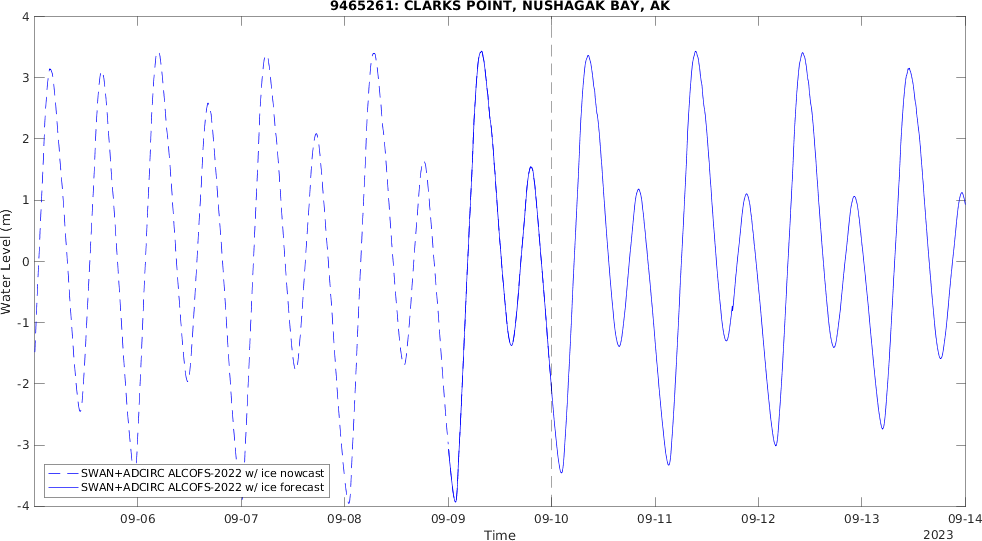 9465261: CLARKS POINT, NUSHAGAK BAY, AK
4
3
2
1
0
-1
-2
-3
-4
Water Level (m)
SWAN+ADCIRC ALCOFS-2022 w/ ice nowcast
SWAN+ADCIRC ALCOFS-2022 w/ ice forecast
09-06 09-07 09-08 09-09 09-10 09-11 09-12 09-13 09-14
Time
2023